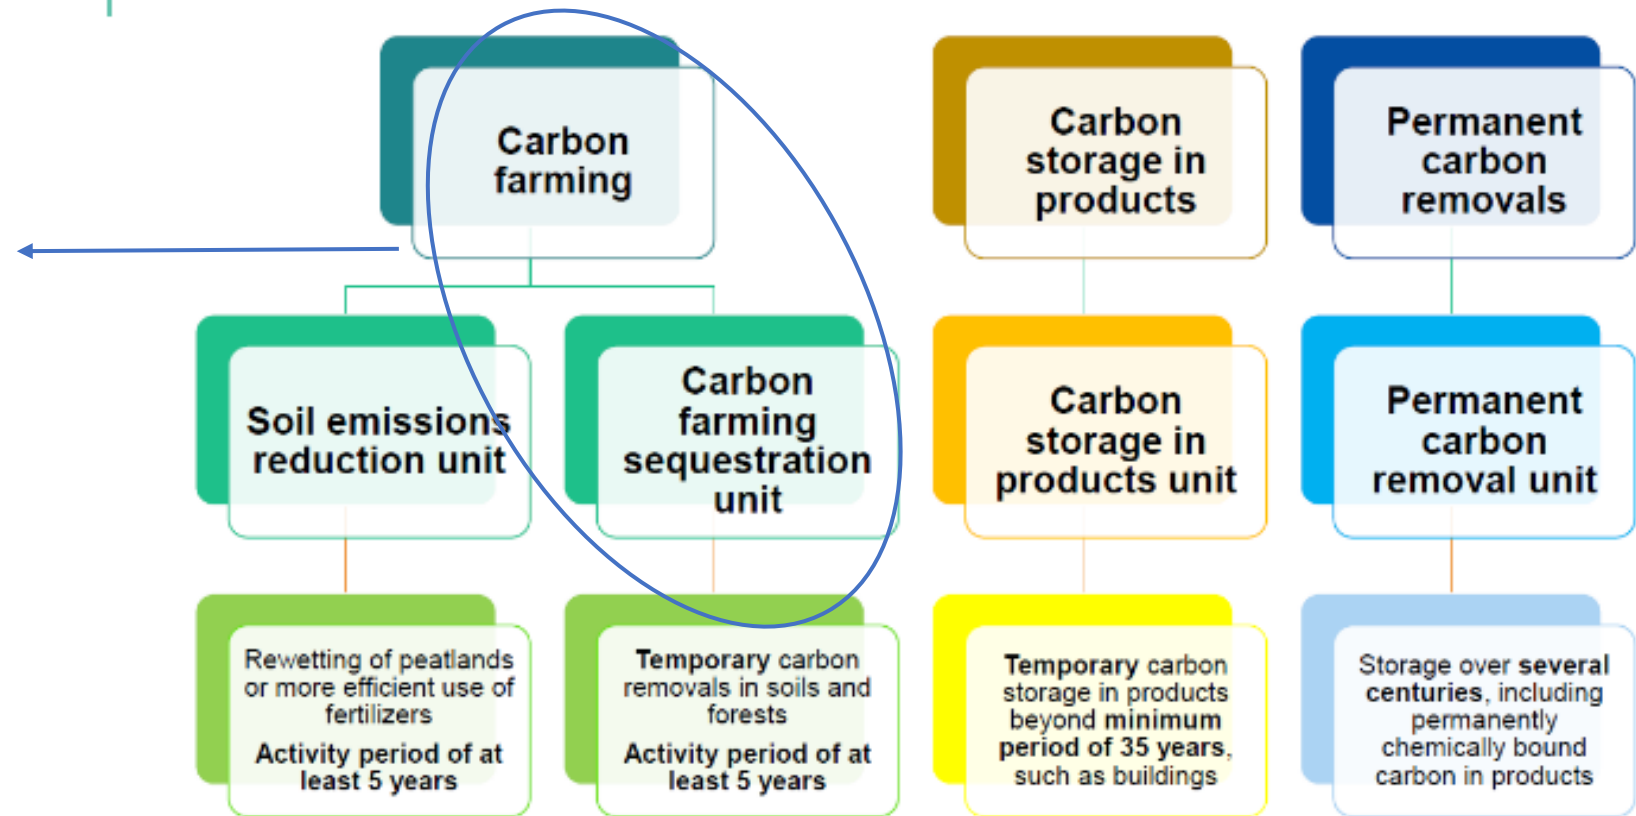 Carbon
farming
Carbon
storage in
products
Permanent
carbon
removals
Soil emissions
reduction unit
Carbon
farming
sequestration
unit
Carbon
storage in
products unit
Permanent
carbon
removal unit
Rewetting of peatlands
or more efficient use of
fertilizers
Activity period of at
least 5 years
Temporary carbon
removals in soils and
forests
Activity period of at
least 5 years
Temporary carbon
storage in products
beyond minimum
period of 35 years,
such as buildings
Storage over several
centuries, including
permanently
chemically bound
carbon in products